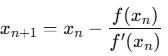 x_{n+1} = x_n - \frac{f(x_n)}{f'(x_n)}